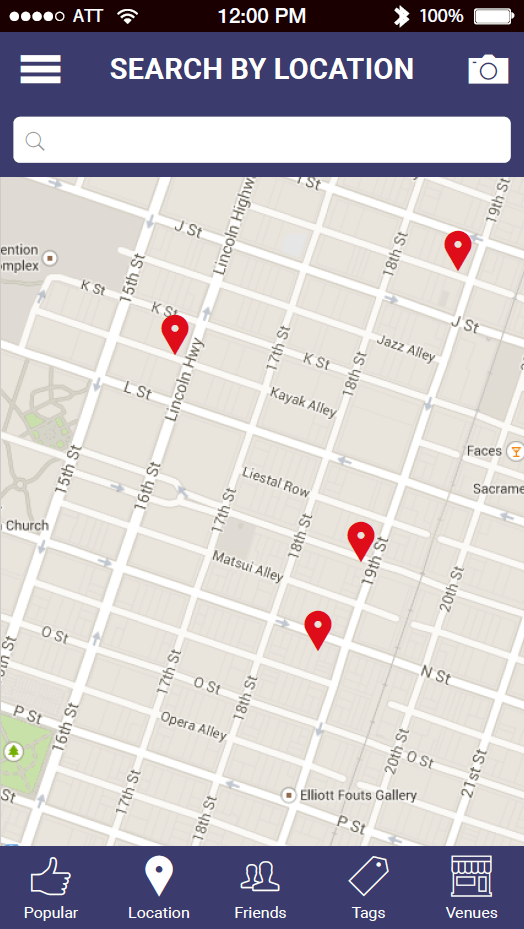 ATT 12:00 PM 100%
SEARCH BY LOCATION
I St
19th St
J St
Lincoln Highway
18th St
ention
omplex
15th St
K St
K St
J St
Jazz Alley
17th St
K St
18th St
Lincoln Hwy
L St
Kayak Alley
Faces
15th St
16th St
Liestal Row
Sacrame
17th St
Church
18th St
19th St
Matsui Alley
20th St
O St
17th St
O St
18th St
N St
P St
16th St
Opera Alley
20th St
O St
21st St
St
17th St
18th St
Elliott Fouts Gallery
P St
Popular Location Friends Tags Venues